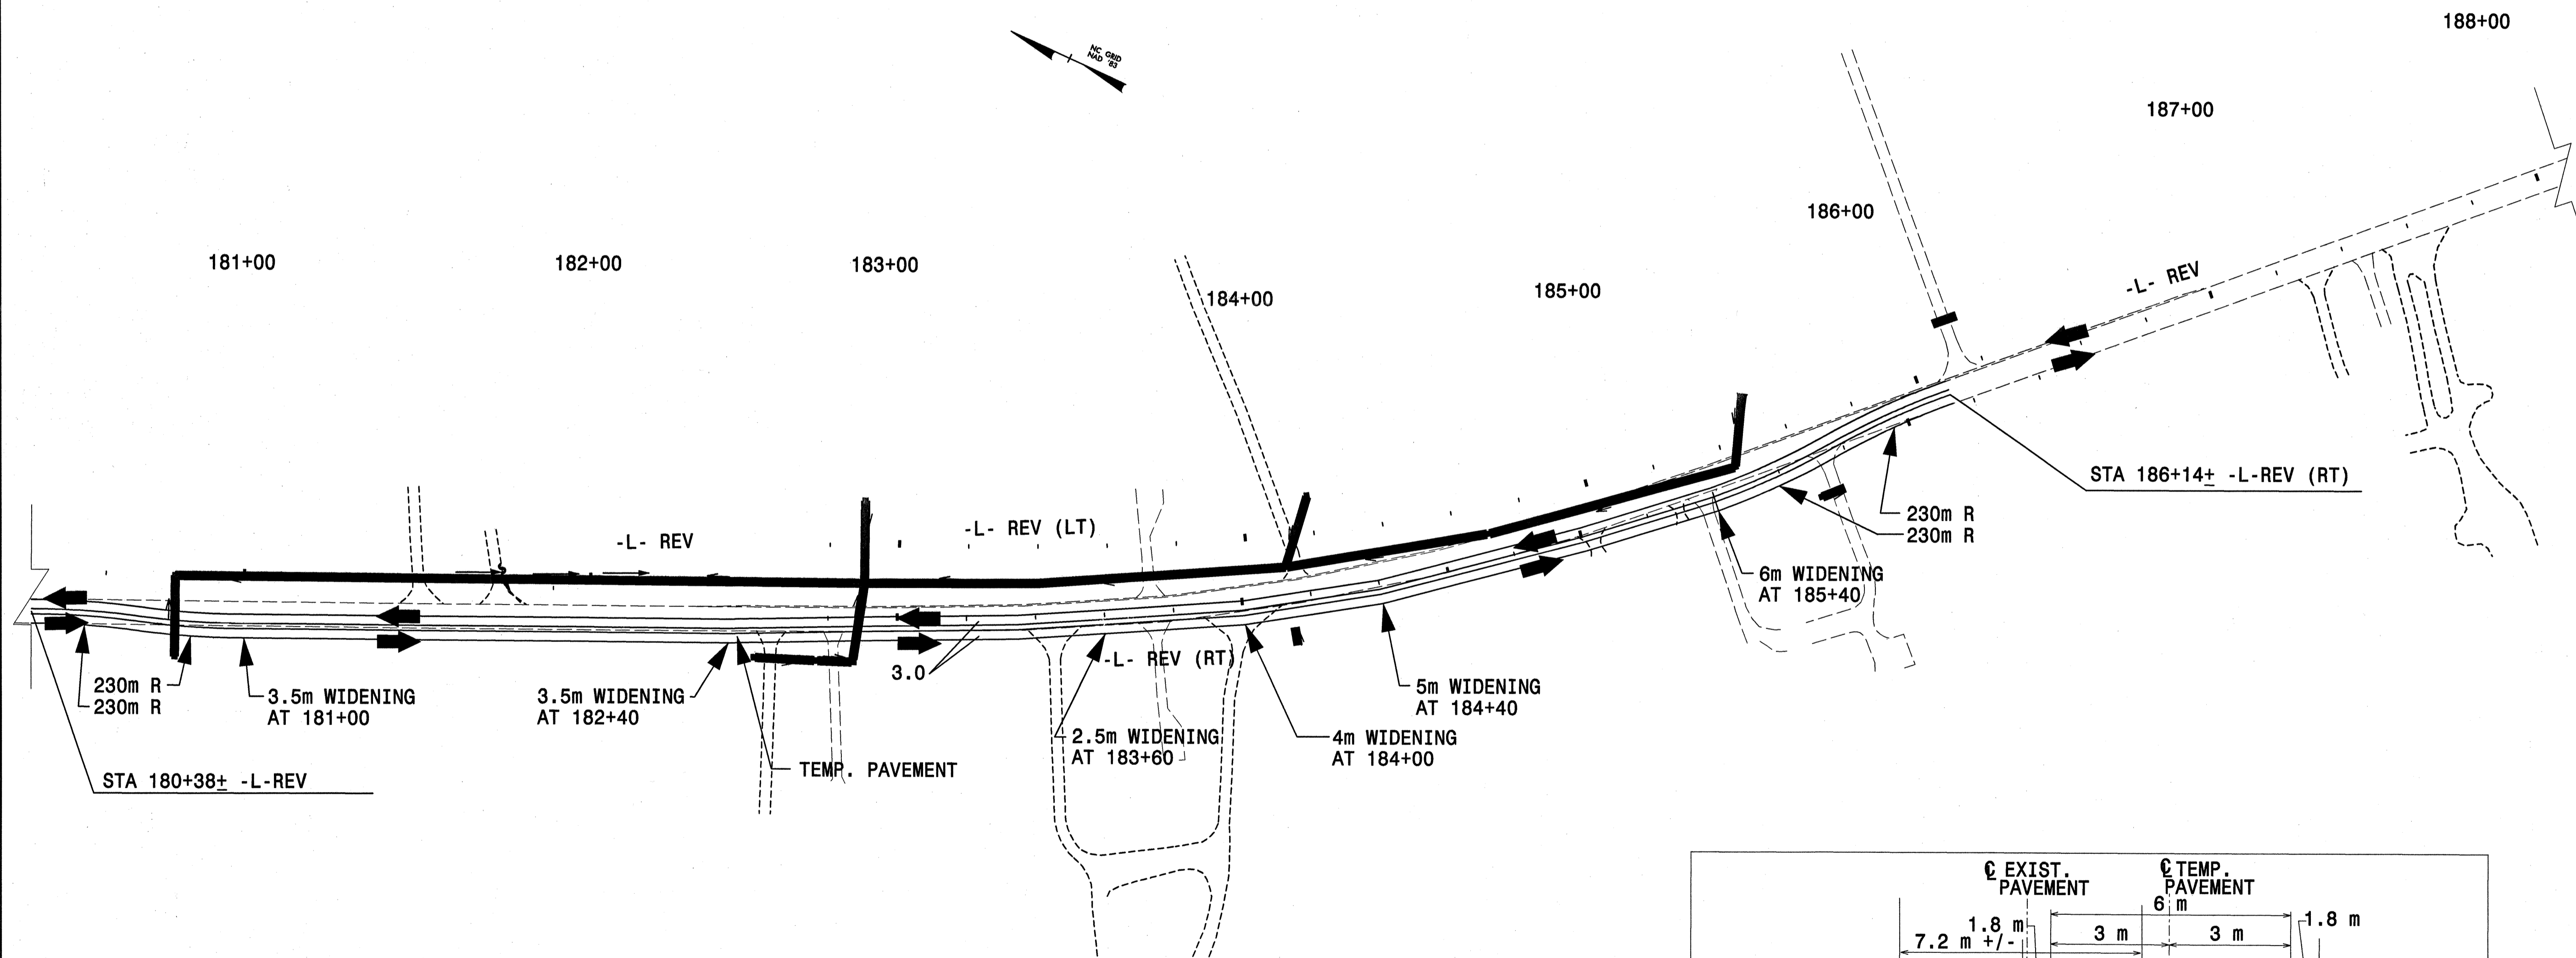 188+00
NC GRID
NAD '83
187+00
186+00
181+00
182+00
183+00
184+00
185+00
-L- REV
-L- REV
-L- REV (LT)
STA 186+14± -L-REV (RT)
230m R
230m R
6m WIDENING
AT 185+40
-L- REV (RT)
3.0
230m R
230m R
3.5m WIDENING
AT 181+00
3.5m WIDENING
AT 182+40
5m WIDENING
AT 184+40
2.5m WIDENING
AT 183+60
4m WIDENING
AT 184+00
TEMP. PAVEMENT
STA 180+38± -L-REV
℄ EXIST.
PAVEMENT
℄ TEMP.
PAVEMENT
6 m
1.8 m
1.8 m
7.2 m +/-
3 m
3 m